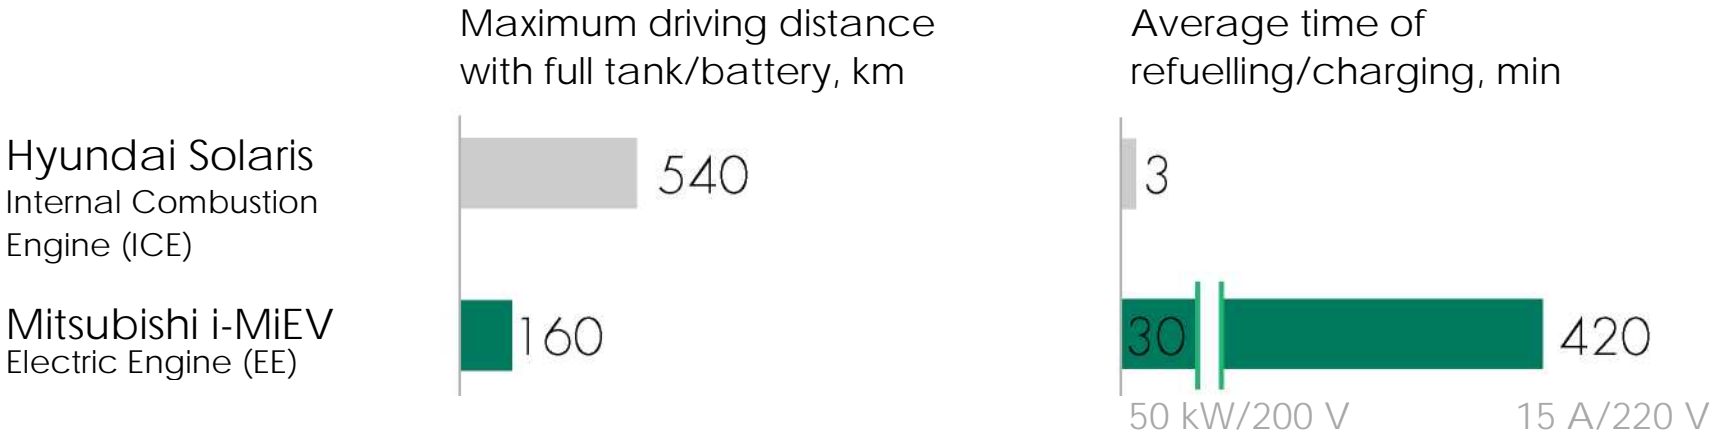 Maximum driving distance
with full tank/battery, km
Average time of
refuelling/charging, min
Hyundai Solaris
Internal Combustion
Engine (ICE)
540
3
Mitsubishi i-MiEV
Electric Engine (EE)
160
30
420
50 kW/200 V
15 A/220 V